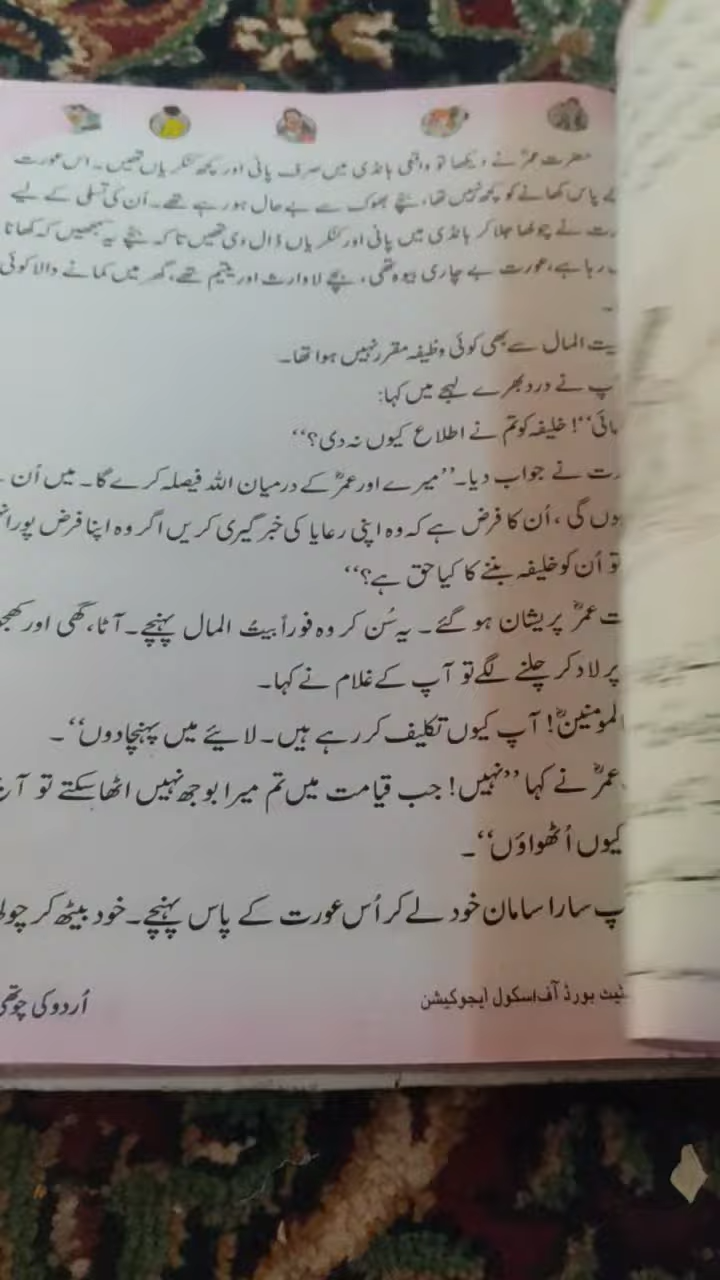 حضرت عمرؓ نے دیکھا تو واقعی ہانڈی میں صرف پانی اور کچھ کنکریاں تھیں۔ اس عورت
کے پاس کھانے کو کچھ نہیں تھا، بچے بھوک سے بے حال ہو رہے تھے۔ اُن کی تسلی کے لیے
رت نے چولھا جلا کر ہانڈی میں پانی اور کنکریاں ڈال دی تھیں تاکہ بچے یہ سمجھیں کہ کھانا
رہا ہے، عورت بے چاری بیوہ تھی، بچے لاوارث اور یتیم تھے، گھر میں کمانے والا کوئی
یت المال سے بھی کوئی وظیفہ مقرر نہیں ہوا تھا۔
پ نے درد بھرے لہجے میں کہا:
مائی‘‘! خلیفہ کو تم نے اطلاع کیوں نہ دی؟‘‘
رت نے جواب دیا۔’’میرے اور عمرؓ کے درمیان اللہ فیصلہ کرے گا۔ میں اُن
وں گی، اُن کا فرض ہے کہ وہ اپنی رعایا کی خبر گیری کریں اگر وہ اپنا فرض پورا
تو اُن کو خلیفہ بننے کا کیا حق ہے؟‘‘
ت عمرؓ پریشان ہو گئے۔ یہ سُن کر وہ فوراً بیتُ المال پہنچے۔ آٹا، گھی اور
پر لاد کر چلنے لگے تو آپ کے غلام نے کہا۔
لمومنینؓ! آپ کیوں تکلیف کر رہے ہیں۔ لائیے میں پہنچا دوں‘‘۔
عمرؓ نے کہا ’’نہیں! جب قیامت میں تم میرا بوجھ نہیں اٹھا سکتے تو
کیوں اُٹھواؤں‘‘۔
پ سارا سامان خود لے کر اُس عورت کے پاس پہنچے۔ خود بیٹھ کر
ٹیٹ بورڈ آف اسکول ایجوکیشن
اُردو کی چوتھی